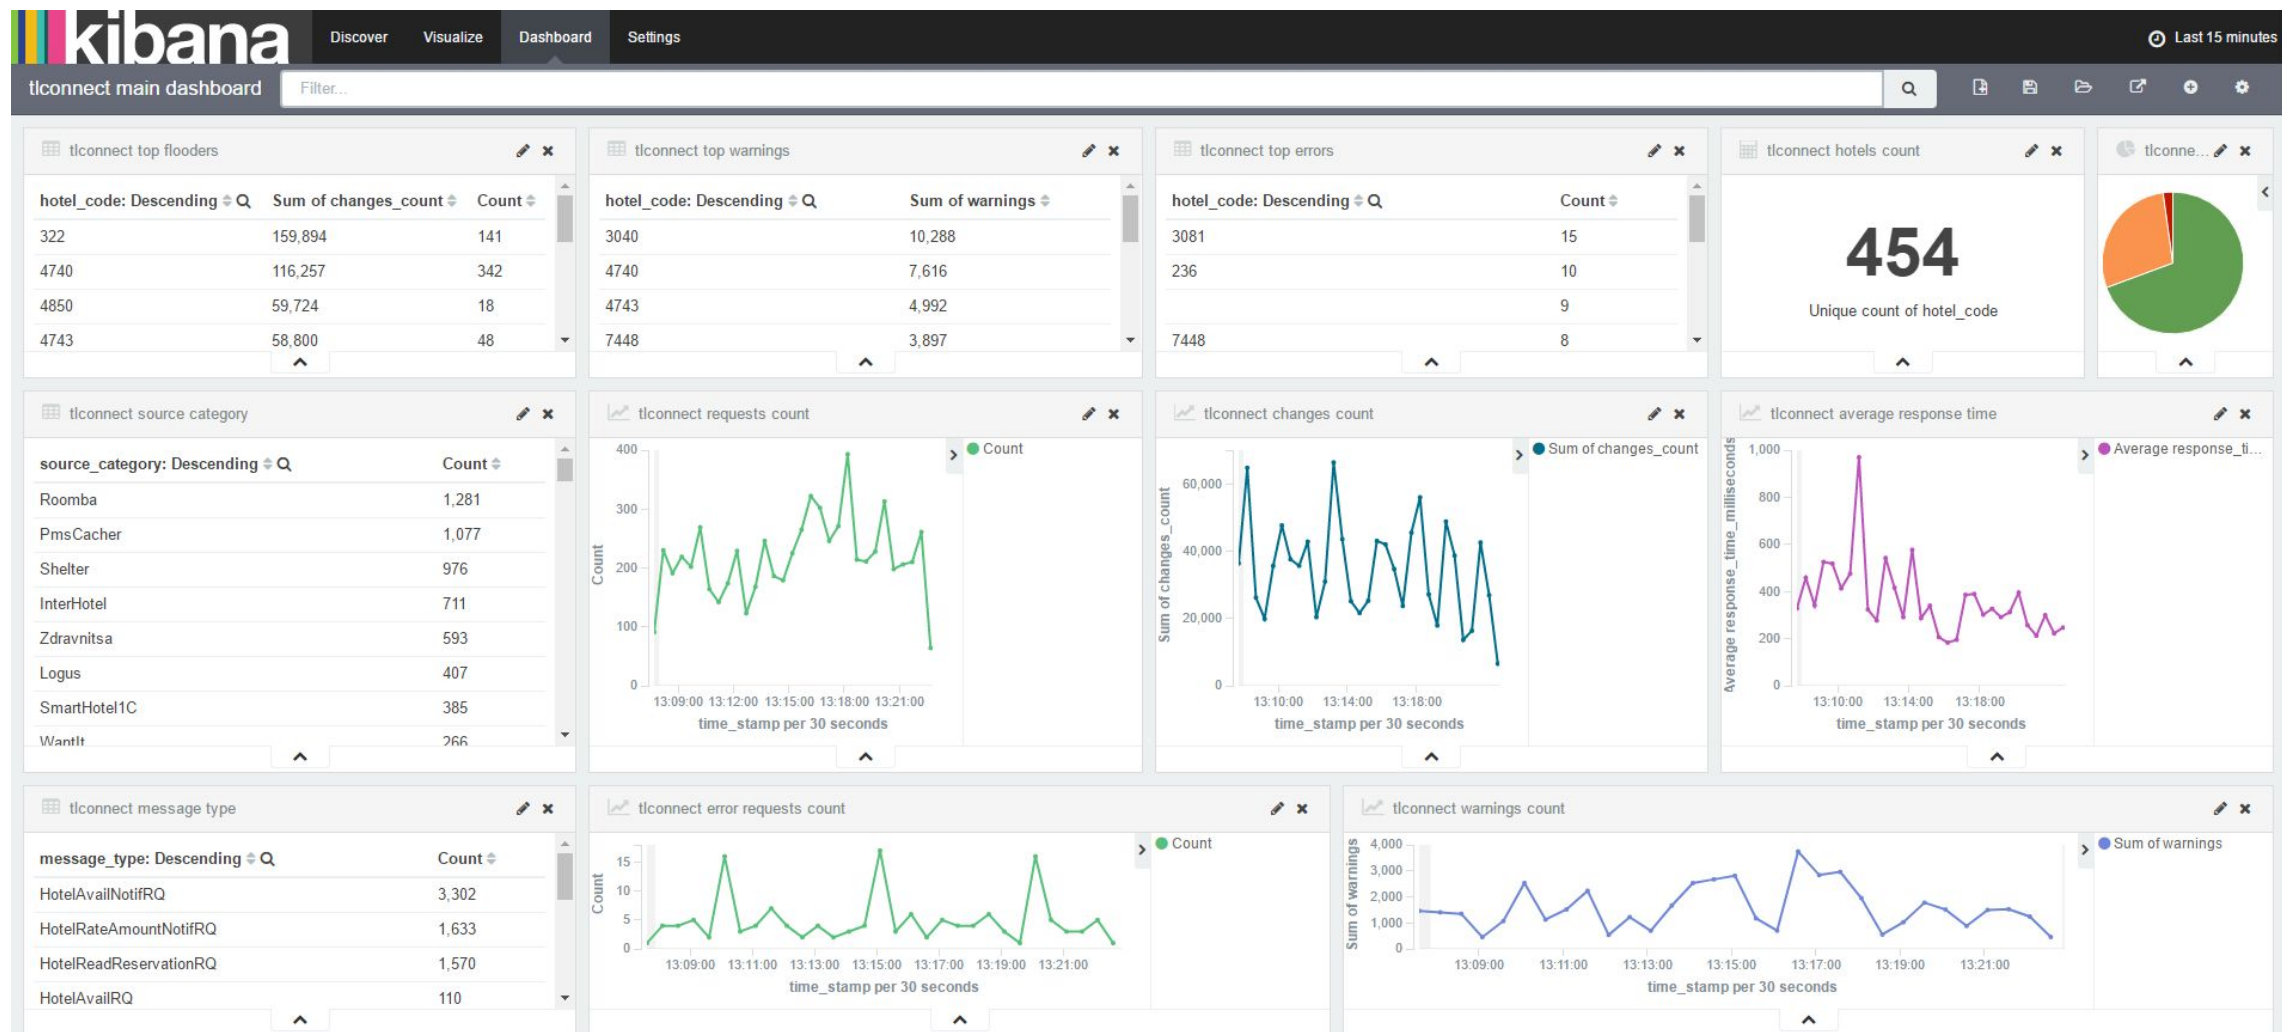 kibana Discover Visualize Dashboard Settings Last 15 minutes
tlconnect main dashboard Filter...
tlconnect top flooders
hotel_code: Descending Sum of changes_count Count
322 159,894 141
4740 116,257 342
4850 59,724 18
4743 58,800 48
tlconnect top warnings
hotel_code: Descending Sum of warnings
3040 10,288
4740 7,616
4743 4,992
7448 3,897
tlconnect top errors
hotel_code: Descending Count
3081 15
236 10
9
7448 8
tlconnect hotels count
454
Unique count of hotel_code
tlconne...
tlconnect source category
source_category: Descending Count
Roomba 1,281
PmsCacher 1,077
Shelter 976
InterHotel 711
Zdravnitsa 593
Logus 407
SmartHotel1C 385
WantIt 266
tlconnect requests count
Count
400
300
200
100
0
Count
13:09:00 13:12:00 13:15:00 13:18:00 13:21:00
time_stamp per 30 seconds
tlconnect changes count
Sum of changes_count
60,000
40,000
20,000
0
Sum of changes_count
13:10:00 13:14:00 13:18:00
time_stamp per 30 seconds
tlconnect average response time
Average response_ti...
1,000
800
600
400
200
0
Average response_time_milliseconds
13:10:00 13:14:00 13:18:00
time_stamp per 30 seconds
tlconnect message type
message_type: Descending Count
HotelAvailNotifRQ 3,302
HotelRateAmountNotifRQ 1,633
HotelReadReservationRQ 1,570
HotelAvailRQ 110
tlconnect error requests count
Count
15
10
5
0
Count
13:09:00 13:11:00 13:13:00 13:15:00 13:17:00 13:19:00 13:21:00
time_stamp per 30 seconds
tlconnect warnings count
Sum of warnings
4,000
3,000
2,000
1,000
0
Sum of warnings
13:09:00 13:11:00 13:13:00 13:15:00 13:17:00 13:19:00 13:21:00
time_stamp per 30 seconds